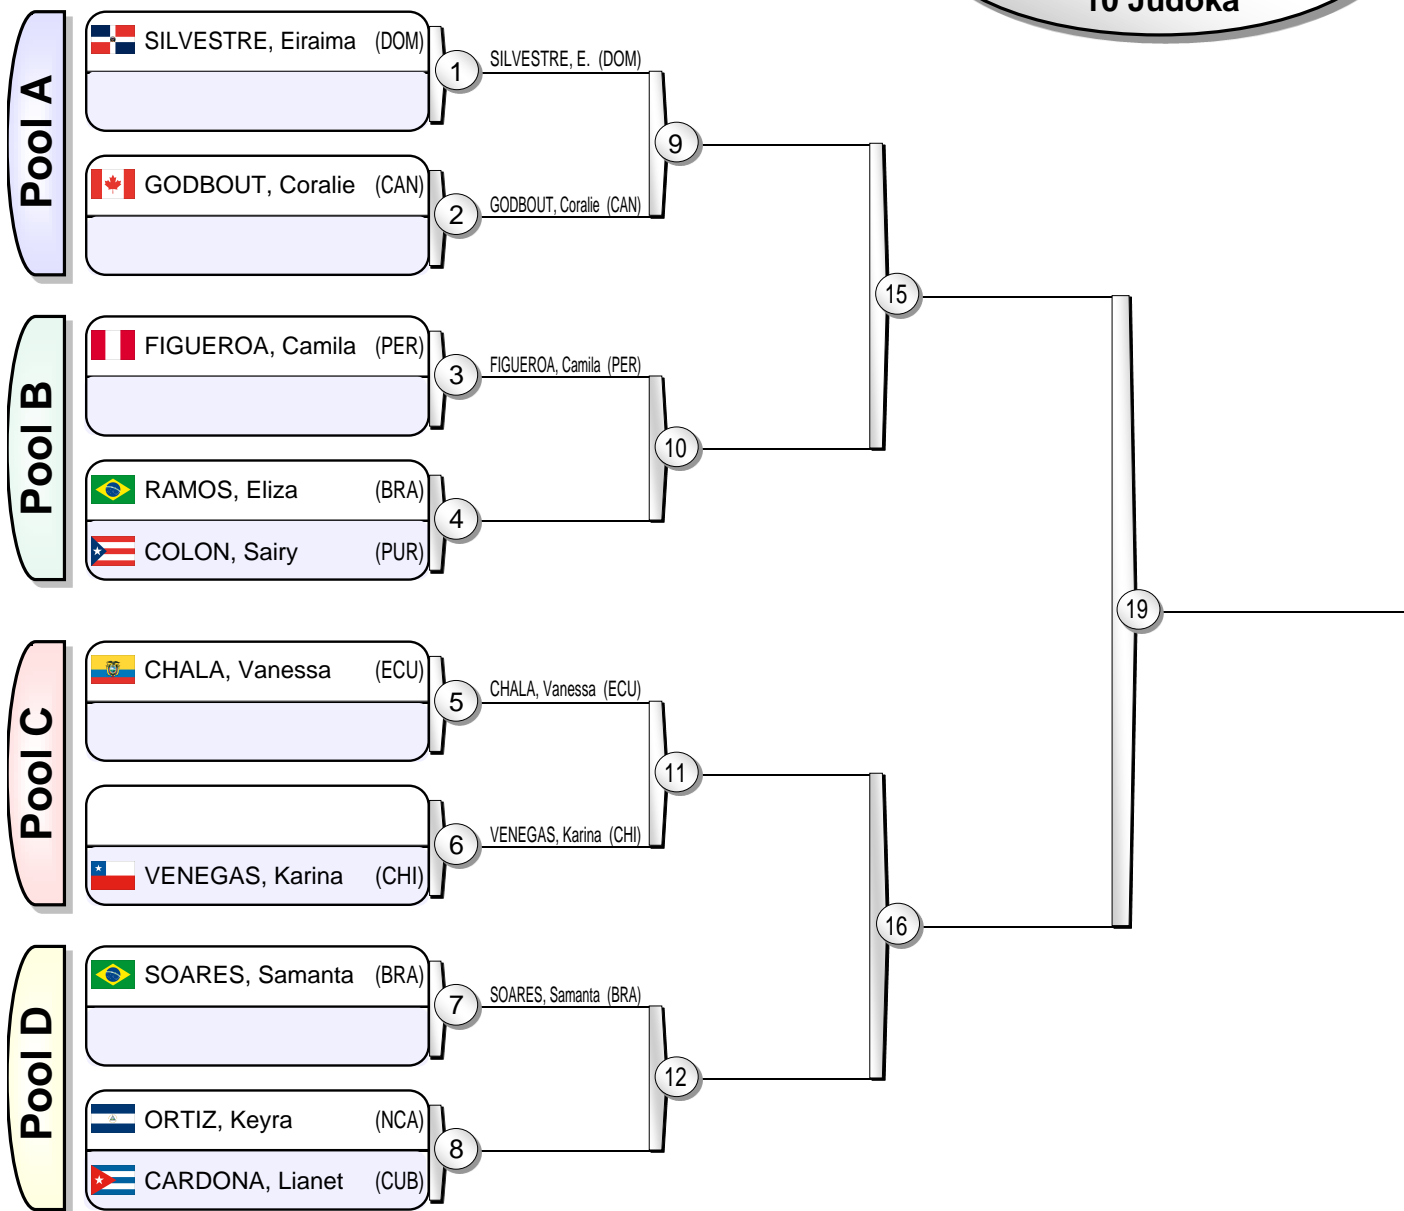 10 Judoka
Pool A
SILVESTRE, Eiraima (DOM)
1
SILVESTRE, E. (DOM)
9
GODBOUT, Coralie (CAN)
2
GODBOUT, Coralie (CAN)
15
Pool B
FIGUEROA, Camila (PER)
3
FIGUEROA, Camila (PER)
10
RAMOS, Eliza (BRA)
4
COLON, Sairy (PUR)
19
Pool C
CHALA, Vanessa (ECU)
5
CHALA, Vanessa (ECU)
11
6
VENEGAS, Karina (CHI)
VENEGAS, Karina (CHI)
16
Pool D
SOARES, Samanta (BRA)
7
SOARES, Samanta (BRA)
12
ORTIZ, Keyra (NCA)
8
CARDONA, Lianet (CUB)